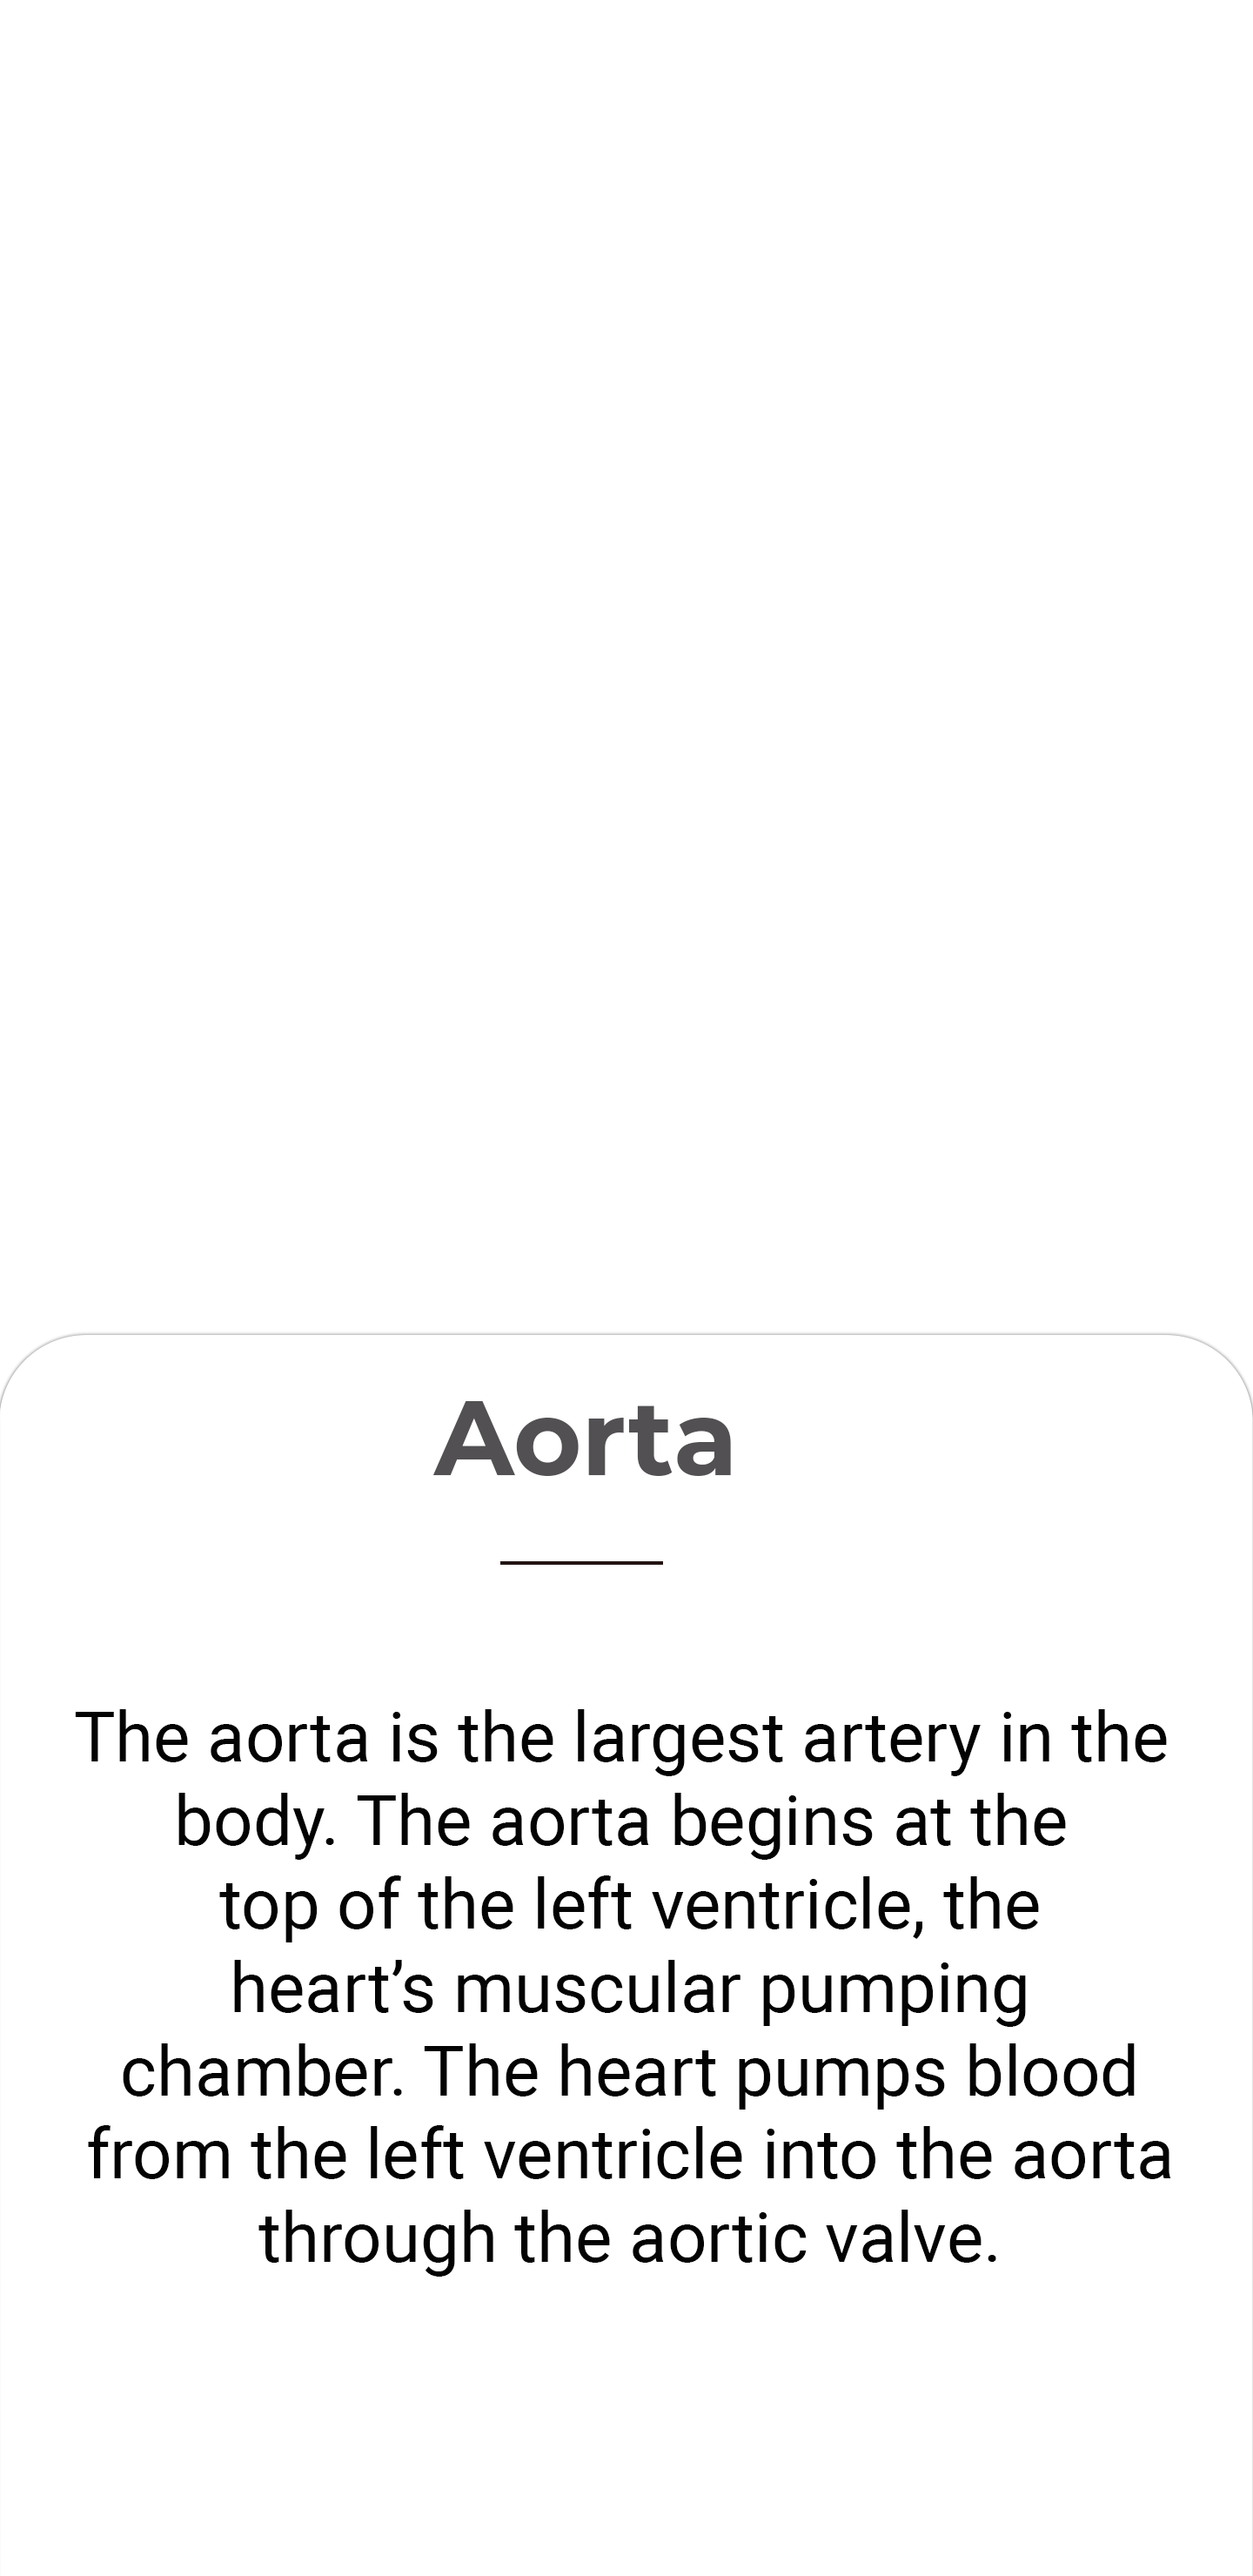 Aorta
The aorta is the largest artery in the
body. The aorta begins at the
top of the left ventricle, the
heart’s muscular pumping
chamber. The heart pumps blood
from the left ventricle into the aorta
through the aortic valve.